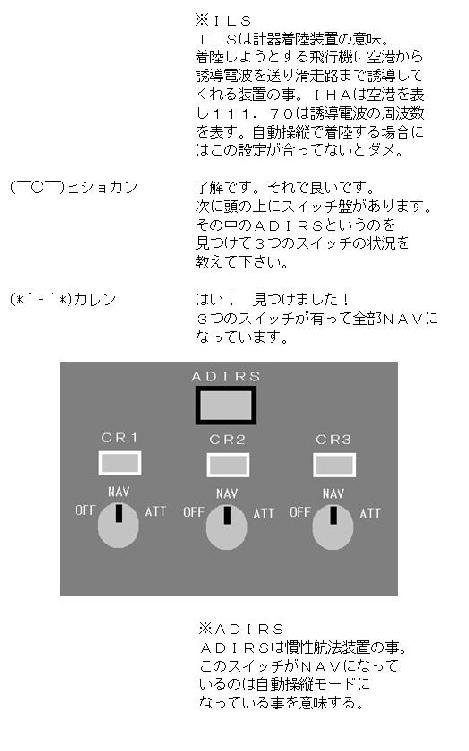 ※ＩＬＳ
ＩＬＳは計器着陸装置の意味。
着陸しようとする飛行機に空港から
誘導電波を送り滑走路まで誘導して
くれる装置の事。ＩＨＡは空港を表
し１１１．７０は誘導電波の周波数
を表す。自動操縦で着陸する場合に
はこの設定が合ってないとダメ。
(￣○￣)ヒショカン 了解です。それで良いです。
次に頭の上にスイッチ盤があります。
その中のＡＤＩＲＳというのを
見つけて３つのスイッチの状況を
教えて下さい。
(*´-｀*)カレン はい！ 見つけました！
３つのスイッチが有って全部ＮＡＶに
なっています。
ADIRS
CR1 CR2 CR3
NAV NAV NAV
OFF ATT OFF ATT OFF ATT
※ＡＤＩＲＳ
ＡＤＩＲＳは慣性航法装置の事。
このスイッチがＮＡＶになって
いるのは自動操縦モードに
なっている事を意味する。